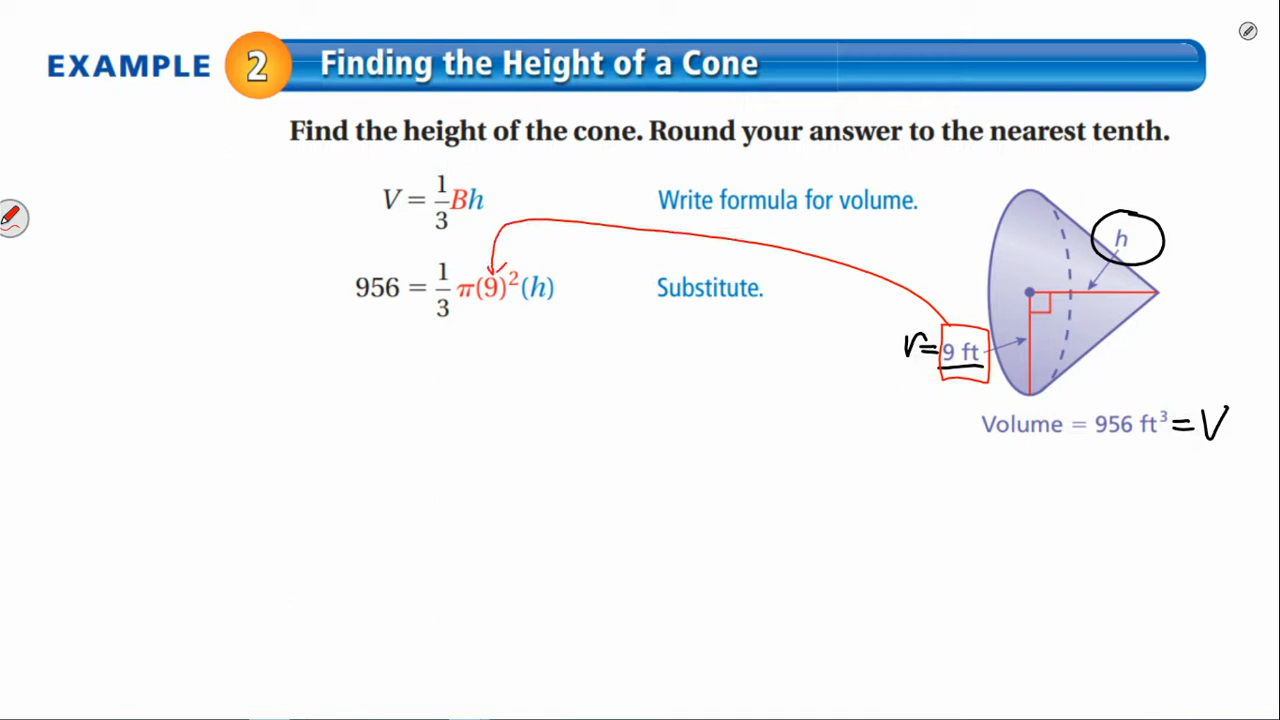 EXAMPLE 2 Finding the Height of a Cone
Find the height of the cone. Round your answer to the nearest tenth.
V = 1/3 Bh Write formula for volume.
956 = 1/3 π(9)²(h) Substitute.
h
r= 9 ft
Volume = 956 ft³ = V